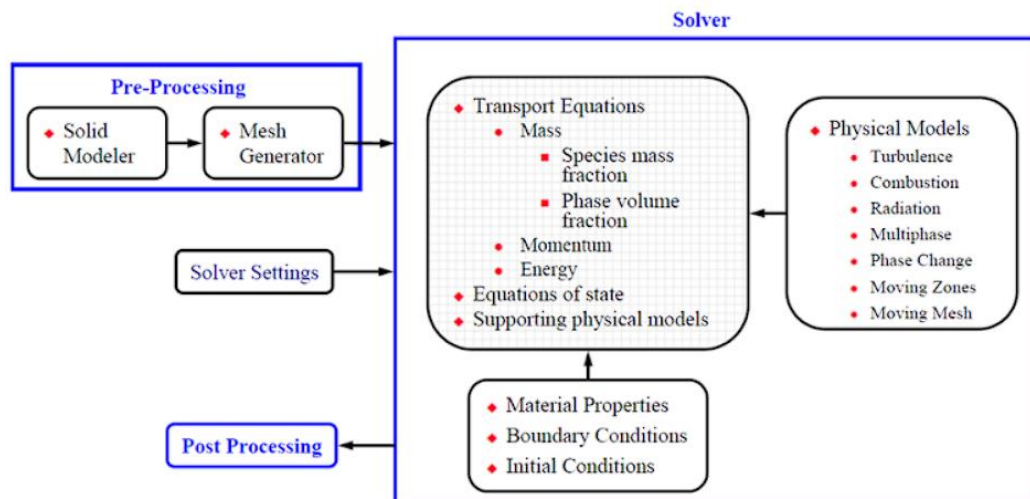 Solver
Pre-Processing
Solid
Modeler
Mesh
Generator
Solver Settings
Post Processing
Transport Equations
Mass
Species mass
fraction
Phase volume
fraction
Momentum
Energy
Equations of state
Supporting physical models
Physical Models
Turbulence
Combustion
Radiation
Multiphase
Phase Change
Moving Zones
Moving Mesh
Material Properties
Boundary Conditions
Initial Conditions